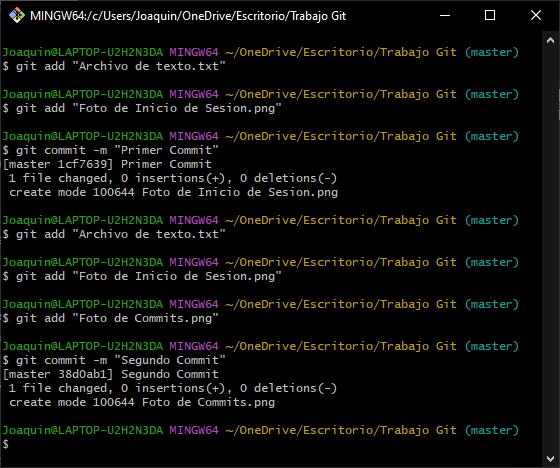 MINGW64:/c/Users/Joaquin/OneDrive/Escritorio/Trabajo Git
Joaquin@LAPTOP-U2H2N3DA MINGW64 ~/OneDrive/Escritorio/Trabajo Git (master)
$ git add "Archivo de texto.txt"
Joaquin@LAPTOP-U2H2N3DA MINGW64 ~/OneDrive/Escritorio/Trabajo Git (master)
$ git add "Foto de Inicio de Sesion.png"
Joaquin@LAPTOP-U2H2N3DA MINGW64 ~/OneDrive/Escritorio/Trabajo Git (master)
$ git commit -m "Primer Commit"
[master 1cf7639] Primer Commit
1 file changed, 0 insertions(+), 0 deletions(-)
create mode 100644 Foto de Inicio de Sesion.png
Joaquin@LAPTOP-U2H2N3DA MINGW64 ~/OneDrive/Escritorio/Trabajo Git (master)
$ git add "Archivo de texto.txt"
Joaquin@LAPTOP-U2H2N3DA MINGW64 ~/OneDrive/Escritorio/Trabajo Git (master)
$ git add "Foto de Inicio de Sesion.png"
Joaquin@LAPTOP-U2H2N3DA MINGW64 ~/OneDrive/Escritorio/Trabajo Git (master)
$ git add "Foto de Commits.png"
Joaquin@LAPTOP-U2H2N3DA MINGW64 ~/OneDrive/Escritorio/Trabajo Git (master)
$ git commit -m "Segundo Commit"
[master 38d0ab1] Segundo Commit
1 file changed, 0 insertions(+), 0 deletions(-)
create mode 100644 Foto de Commits.png
Joaquin@LAPTOP-U2H2N3DA MINGW64 ~/OneDrive/Escritorio/Trabajo Git (master)
$